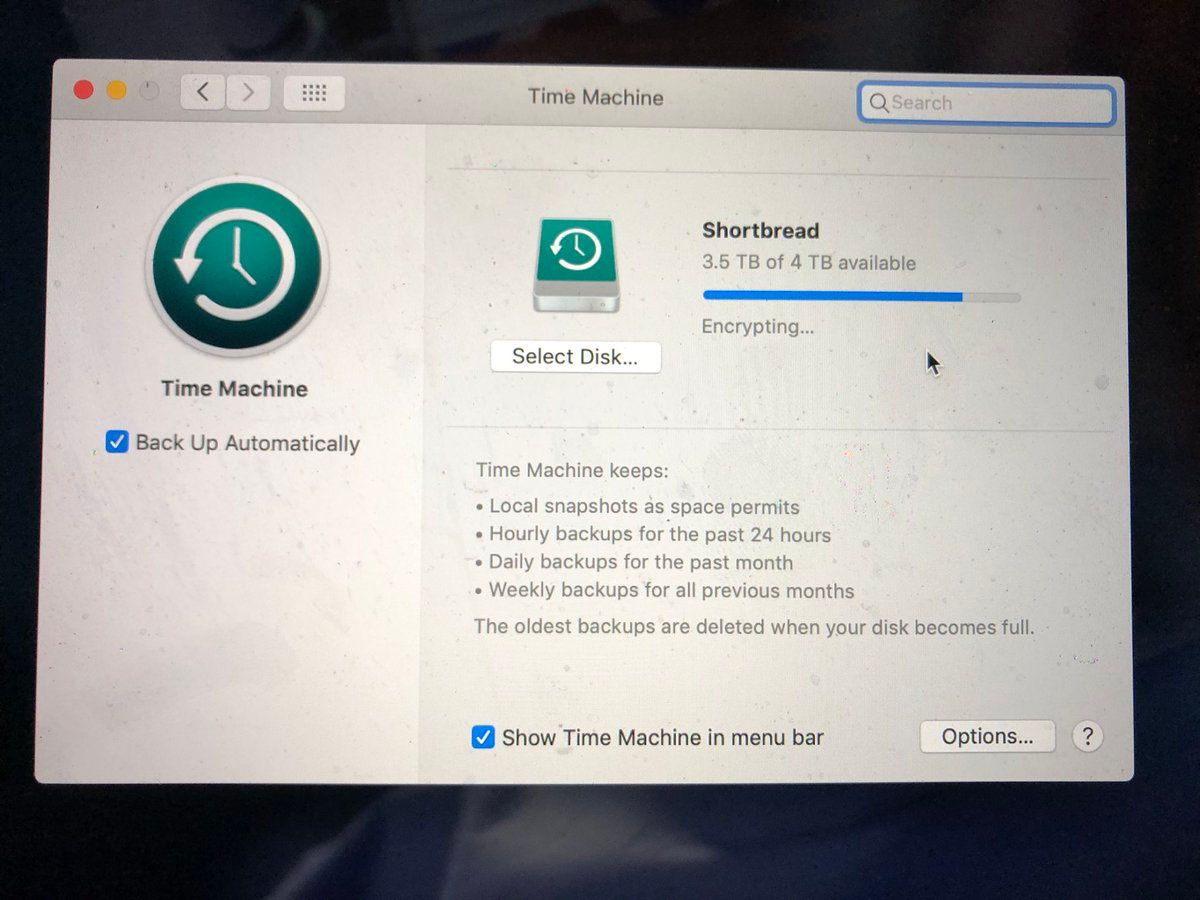 Time Machine
Search
Time Machine
Back Up Automatically
Select Disk...
Shortbread
3.5 TB of 4 TB available
Encrypting...
Time Machine keeps:
• Local snapshots as space permits
• Hourly backups for the past 24 hours
• Daily backups for the past month
• Weekly backups for all previous months
The oldest backups are deleted when your disk becomes full.
Show Time Machine in menu bar
Options...
?